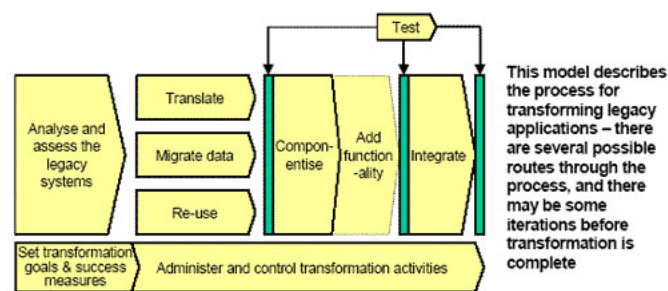 Test
Analyse and
assess the
legacy
systems
Translate
Migrate data
Re-use
Compon-
entise
Add
function
-ality
Integrate
This model describes
the process for
transforming legacy
applications – there
are several possible
routes through the
process, and there
may be some
iterations before
transformation is
complete
Set transformation
goals & success
measures
Administer and control transformation activities